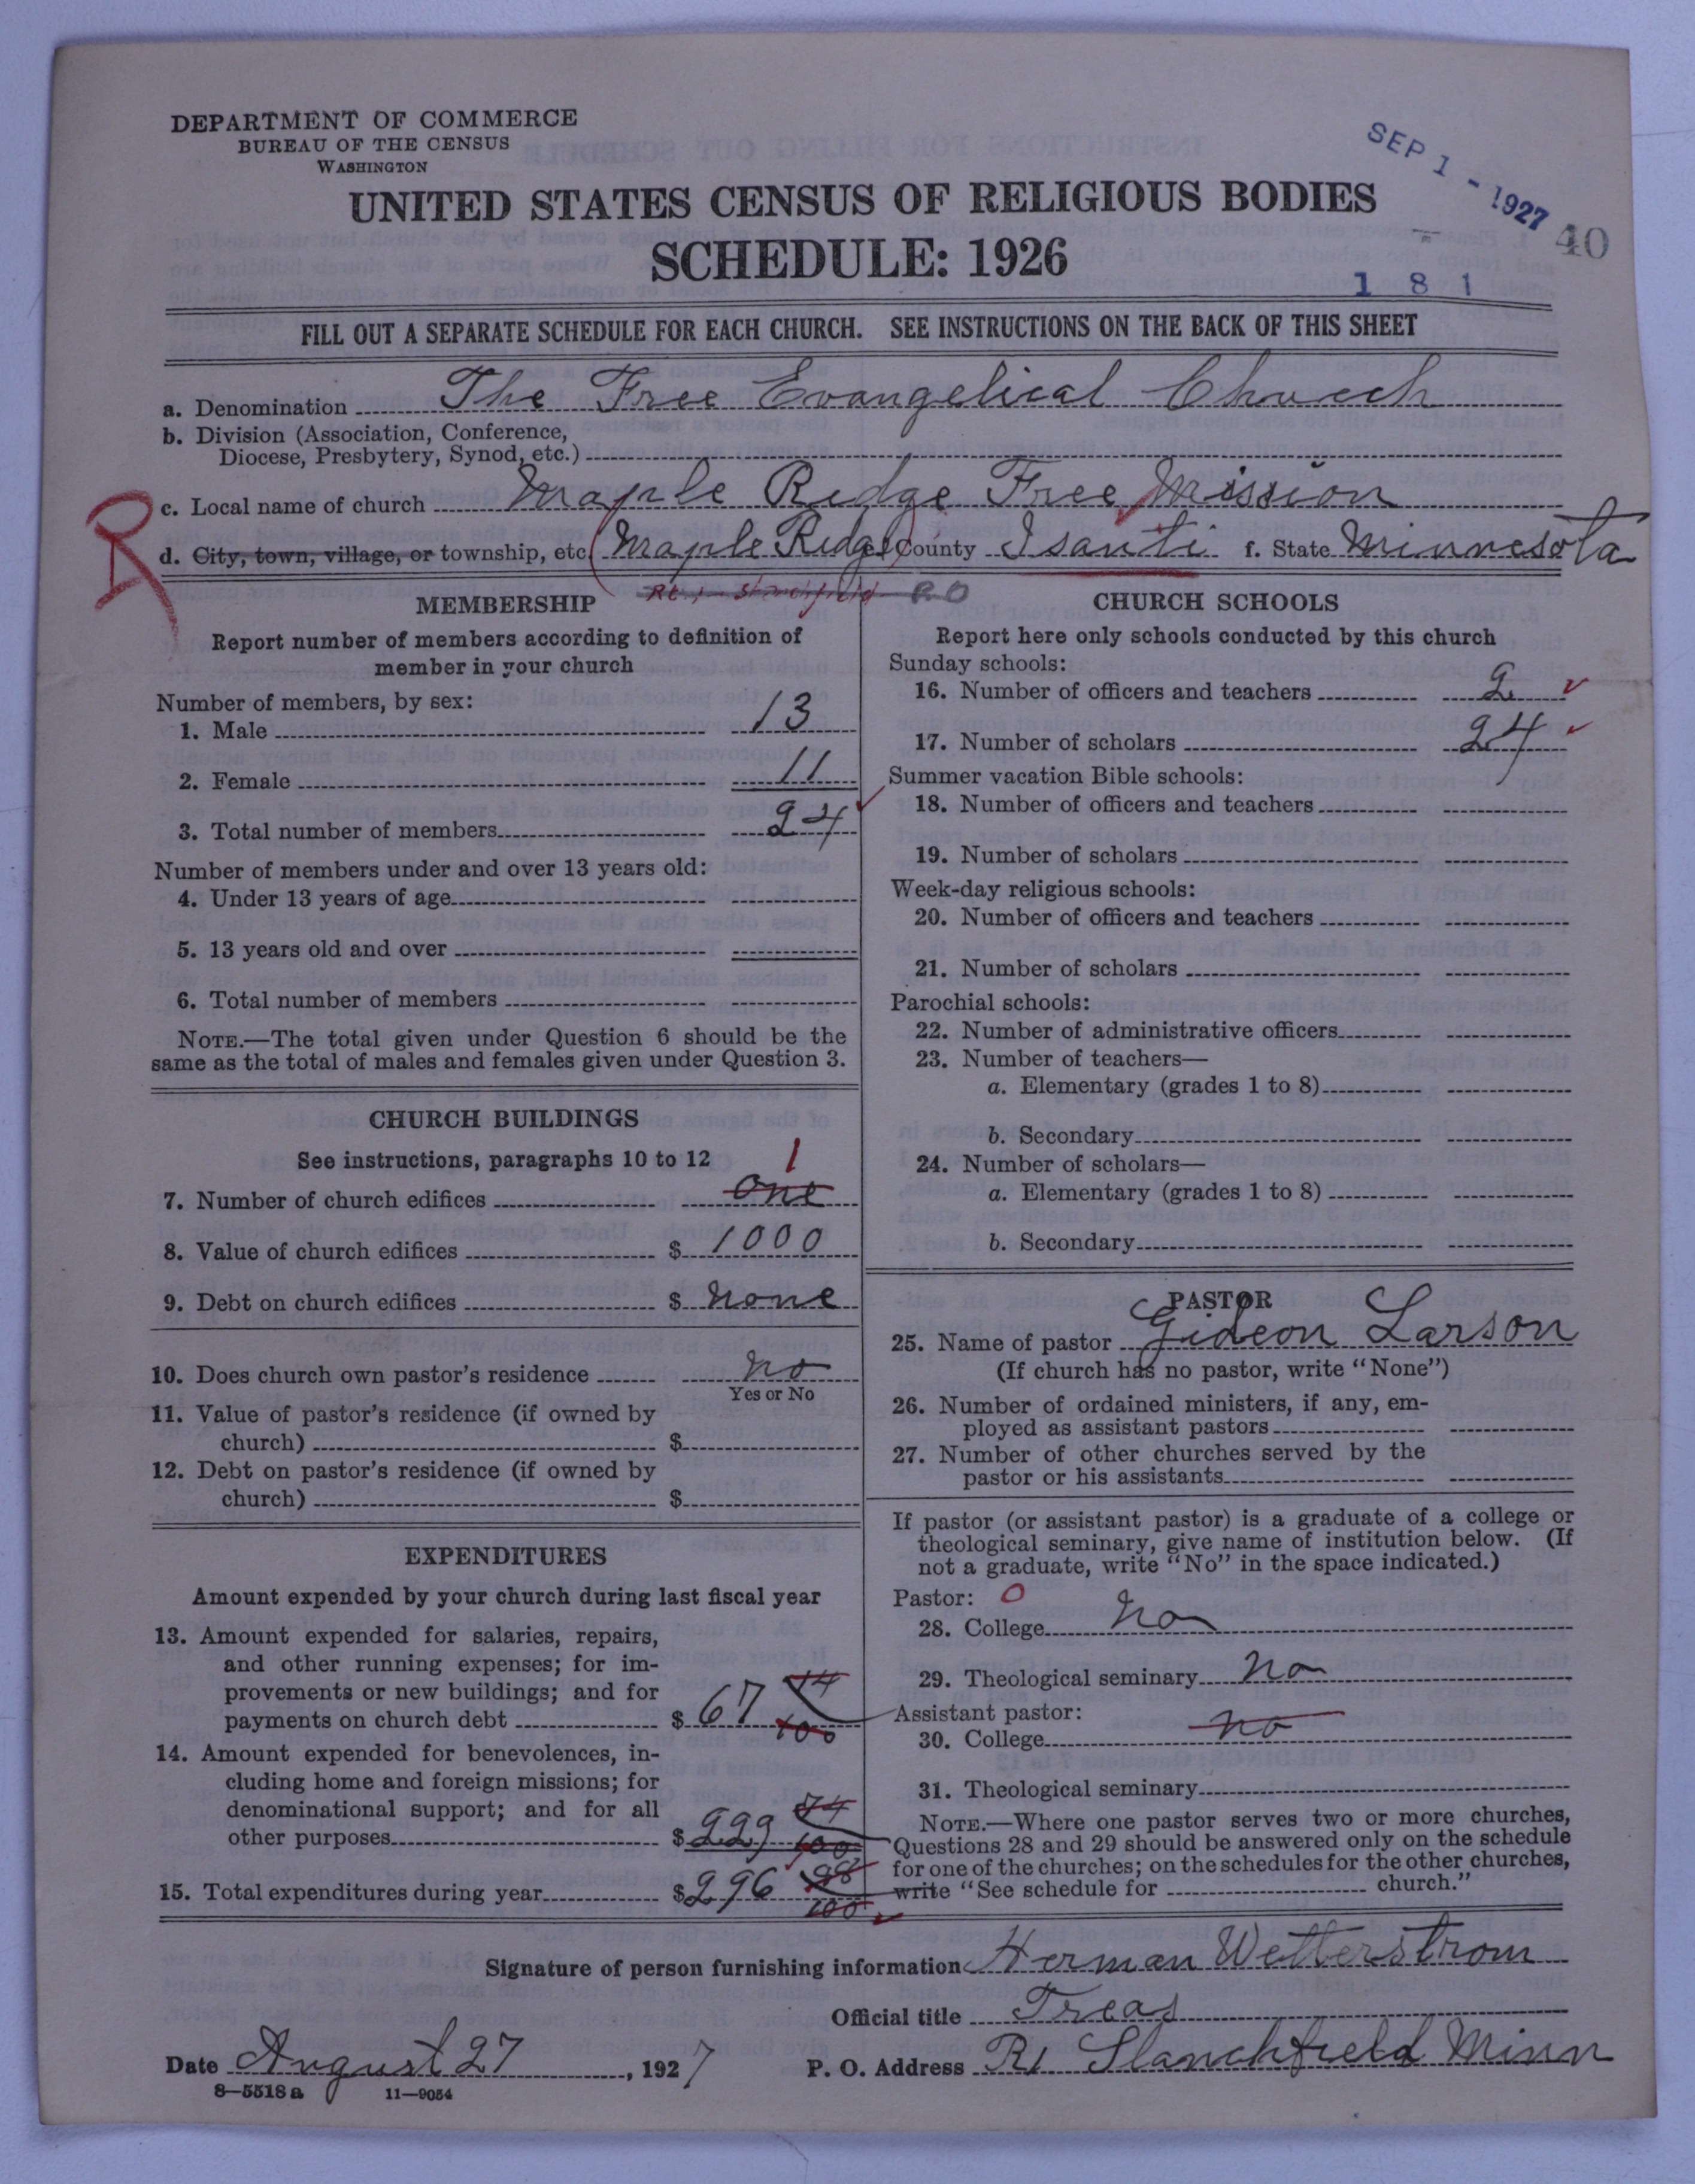 DEPARTMENT OF COMMERCE
BUREAU OF THE CENSUS
WASHINGTON
SEP 1 - 1927
40
UNITED STATES CENSUS OF RELIGIOUS BODIES
SCHEDULE: 1926
1 8 1
FILL OUT A SEPARATE SCHEDULE FOR EACH CHURCH. SEE INSTRUCTIONS ON THE BACK OF THIS SHEET
a. Denomination The Free Evangelical Church
b. Division (Association, Conference,
Diocese, Presbytery, Synod, etc.)
c. Local name of church Maple Ridge Free Mission
R
d. City, town, village, or township, etc. (Maple Ridge) County Isanti f. State Minnesota
R1 Stanchfield P.O
MEMBERSHIP
Report number of members according to definition of
member in your church
Number of members, by sex:
1. Male 13
2. Female 11
3. Total number of members 24
Number of members under and over 13 years old:
4. Under 13 years of age
5. 13 years old and over
6. Total number of members
NOTE.—The total given under Question 6 should be the
same as the total of males and females given under Question 3.
CHURCH BUILDINGS
See instructions, paragraphs 10 to 12
1
7. Number of church edifices one
8. Value of church edifices $ 1000
9. Debt on church edifices $ none
10. Does church own pastor's residence no
Yes or No
11. Value of pastor's residence (if owned by
church) $
12. Debt on pastor's residence (if owned by
church) $
EXPENDITURES
Amount expended by your church during last fiscal year
13. Amount expended for salaries, repairs,
and other running expenses; for im-
provements or new buildings; and for
payments on church debt $ 67 14/100
14. Amount expended for benevolences, in-
cluding home and foreign missions; for
denominational support; and for all
other purposes $ 229 74/100
15. Total expenditures during year $ 296 88/100
CHURCH SCHOOLS
Report here only schools conducted by this church
Sunday schools:
16. Number of officers and teachers 2
17. Number of scholars 24
Summer vacation Bible schools:
18. Number of officers and teachers
19. Number of scholars
Week-day religious schools:
20. Number of officers and teachers
21. Number of scholars
Parochial schools:
22. Number of administrative officers
23. Number of teachers—
a. Elementary (grades 1 to 8)
b. Secondary
24. Number of scholars—
a. Elementary (grades 1 to 8)
b. Secondary
PASTOR
25. Name of pastor Gideon Larson
(If church has no pastor, write "None")
26. Number of ordained ministers, if any, em-
ployed as assistant pastors
27. Number of other churches served by the
pastor or his assistants
If pastor (or assistant pastor) is a graduate of a college or
theological seminary, give name of institution below. (If
not a graduate, write "No" in the space indicated.)
Pastor: 0
28. College no
29. Theological seminary no
Assistant pastor:
30. College no
31. Theological seminary
NOTE.—Where one pastor serves two or more churches,
Questions 28 and 29 should be answered only on the schedule
for one of the churches; on the schedules for the other churches,
write "See schedule for church."
Signature of person furnishing information Herman Wetterstrom
Official title Treas
Date August 27, 1927 P. O. Address R1 Stanchfield Minn
8—5518 a 11—9054